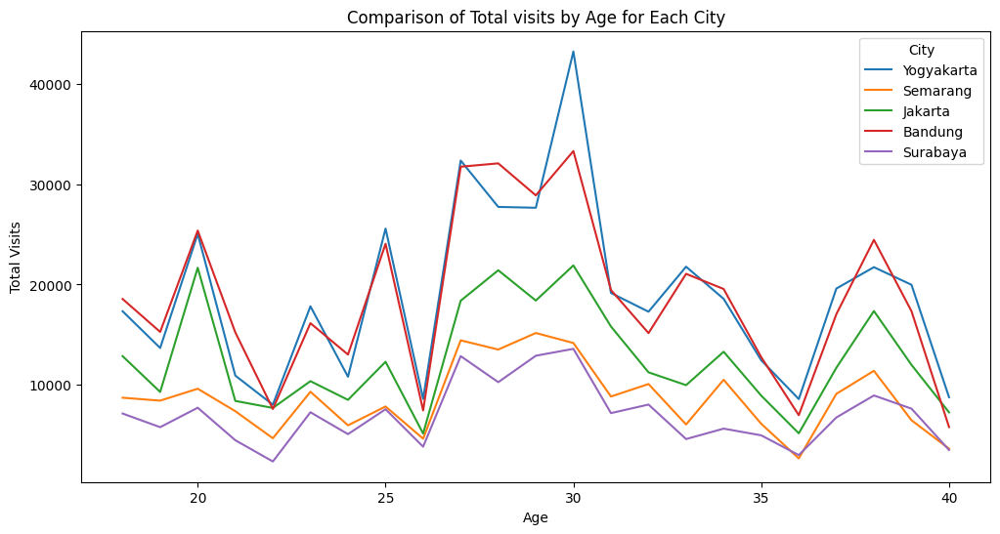 Comparison of Total visits by Age for Each City
City
Yogyakarta
Semarang
Jakarta
Bandung
Surabaya
Total Visits
40000
30000
20000
10000
20 25 30 35 40
Age